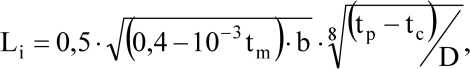 Lᵢ = 0,5 · √((0,4 – 10⁻³ tₘ) · b) · ⁸√((tₚ – t꜀)/D),